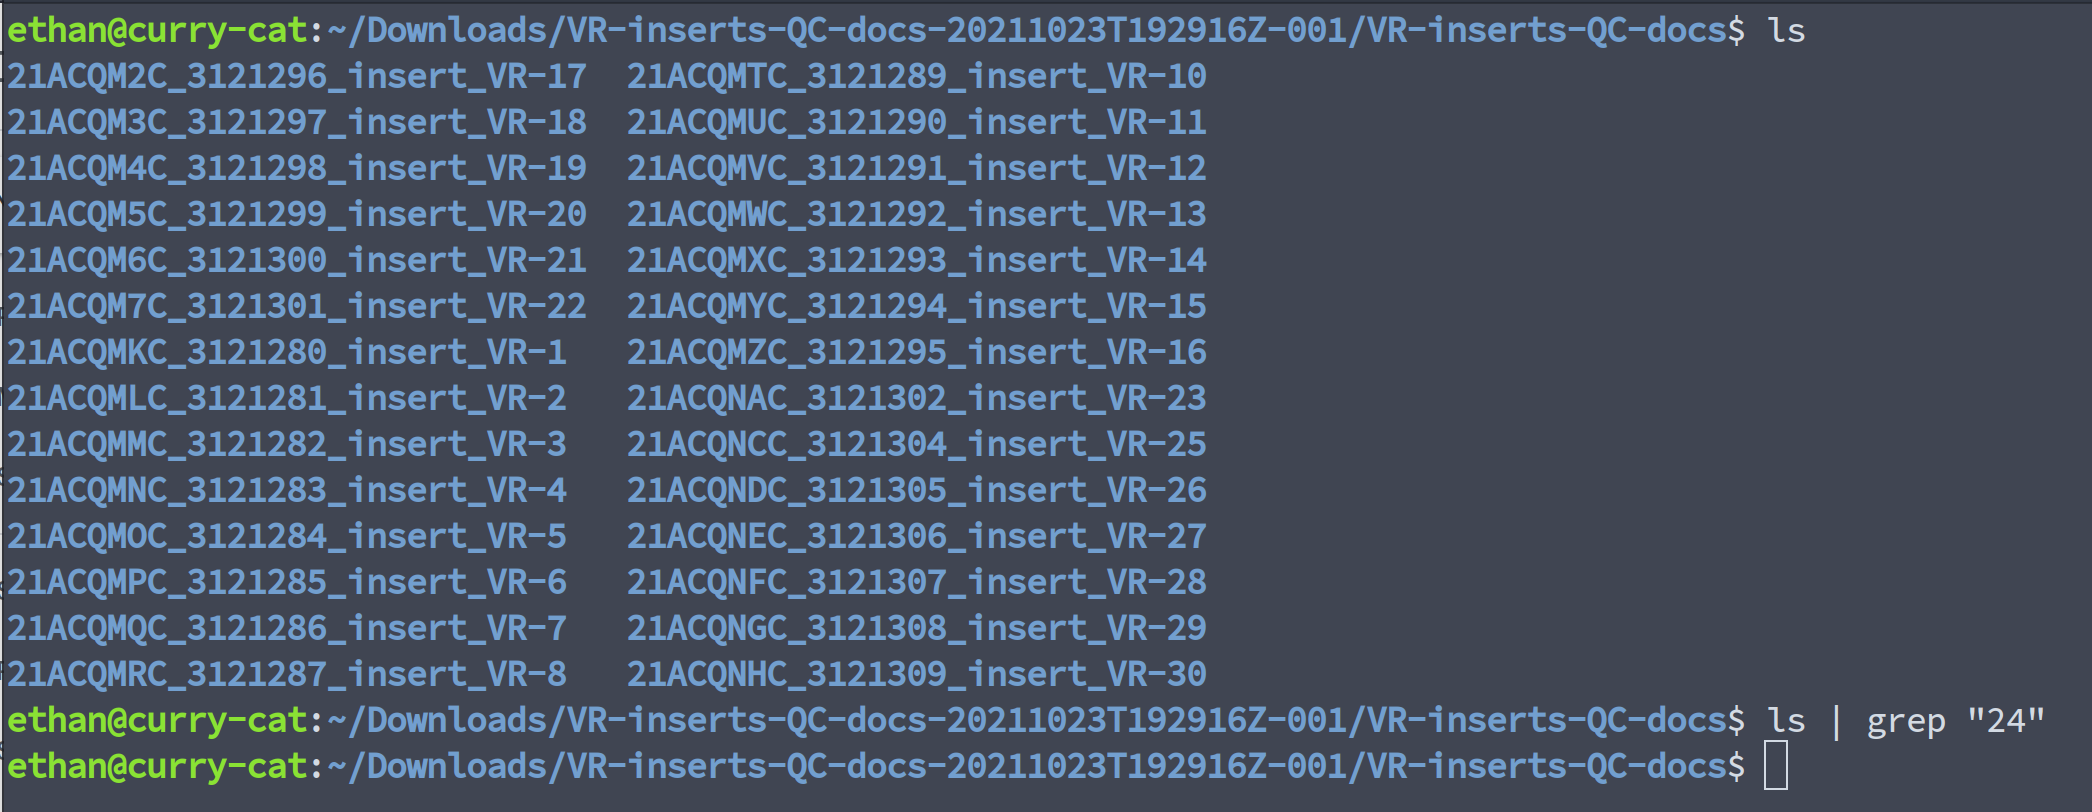 ethan@curry-cat:~/Downloads/VR-inserts-QC-docs-20211023T192916Z-001/VR-inserts-QC-docs$ ls
21ACQM2C_3121296_insert_VR-17  21ACQMTC_3121289_insert_VR-10
21ACQM3C_3121297_insert_VR-18  21ACQMUC_3121290_insert_VR-11
21ACQM4C_3121298_insert_VR-19  21ACQMVC_3121291_insert_VR-12
21ACQM5C_3121299_insert_VR-20  21ACQMWC_3121292_insert_VR-13
21ACQM6C_3121300_insert_VR-21  21ACQMXC_3121293_insert_VR-14
21ACQM7C_3121301_insert_VR-22  21ACQMYC_3121294_insert_VR-15
21ACQMKC_3121280_insert_VR-1   21ACQMZC_3121295_insert_VR-16
21ACQMLC_3121281_insert_VR-2   21ACQNAC_3121302_insert_VR-23
21ACQMMC_3121282_insert_VR-3   21ACQNCC_3121304_insert_VR-25
21ACQMNC_3121283_insert_VR-4   21ACQNDC_3121305_insert_VR-26
21ACQMOC_3121284_insert_VR-5   21ACQNEC_3121306_insert_VR-27
21ACQMPC_3121285_insert_VR-6   21ACQNFC_3121307_insert_VR-28
21ACQMQC_3121286_insert_VR-7   21ACQNGC_3121308_insert_VR-29
21ACQMRC_3121287_insert_VR-8   21ACQNHC_3121309_insert_VR-30
ethan@curry-cat:~/Downloads/VR-inserts-QC-docs-20211023T192916Z-001/VR-inserts-QC-docs$ ls | grep "24"
ethan@curry-cat:~/Downloads/VR-inserts-QC-docs-20211023T192916Z-001/VR-inserts-QC-docs$